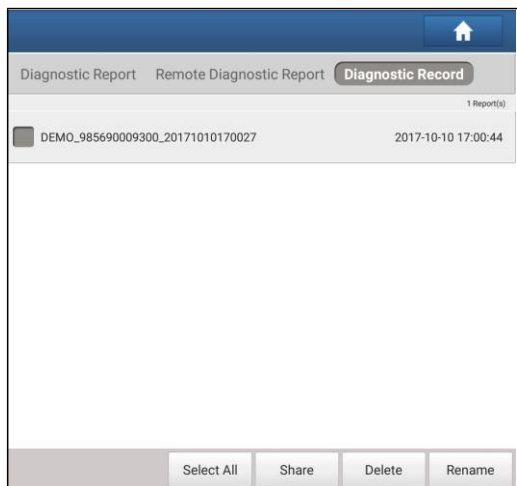 Diagnostic Report Remote Diagnostic Report Diagnostic Record
1 Report(s)
DEMO_985690009300_20171010170027 2017-10-10 17:00:44
Select All Share Delete Rename